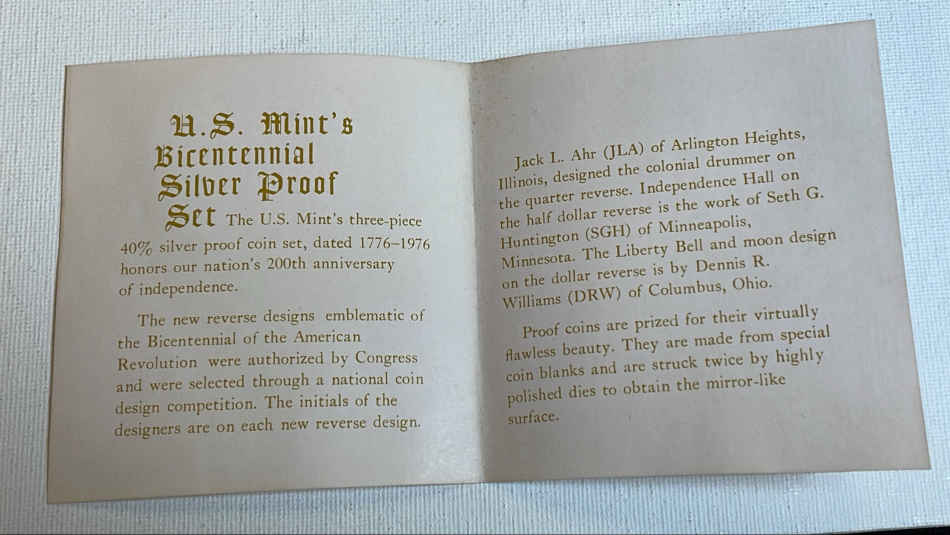 U.S. Mint's
Bicentennial
Silver Proof
Set The U.S. Mint's three-piece
40% silver proof coin set, dated 1776–1976
honors our nation's 200th anniversary
of independence.
The new reverse designs emblematic of
the Bicentennial of the American
Revolution were authorized by Congress
and were selected through a national coin
design competition. The initials of the
designers are on each new reverse design.
Jack L. Ahr (JLA) of Arlington Heights,
Illinois, designed the colonial drummer on
the quarter reverse. Independence Hall on
the half dollar reverse is the work of Seth G.
Huntington (SGH) of Minneapolis,
Minnesota. The Liberty Bell and moon design
on the dollar reverse is by Dennis R.
Williams (DRW) of Columbus, Ohio.
Proof coins are prized for their virtually
flawless beauty. They are made from special
coin blanks and are struck twice by highly
polished dies to obtain the mirror-like
surface.